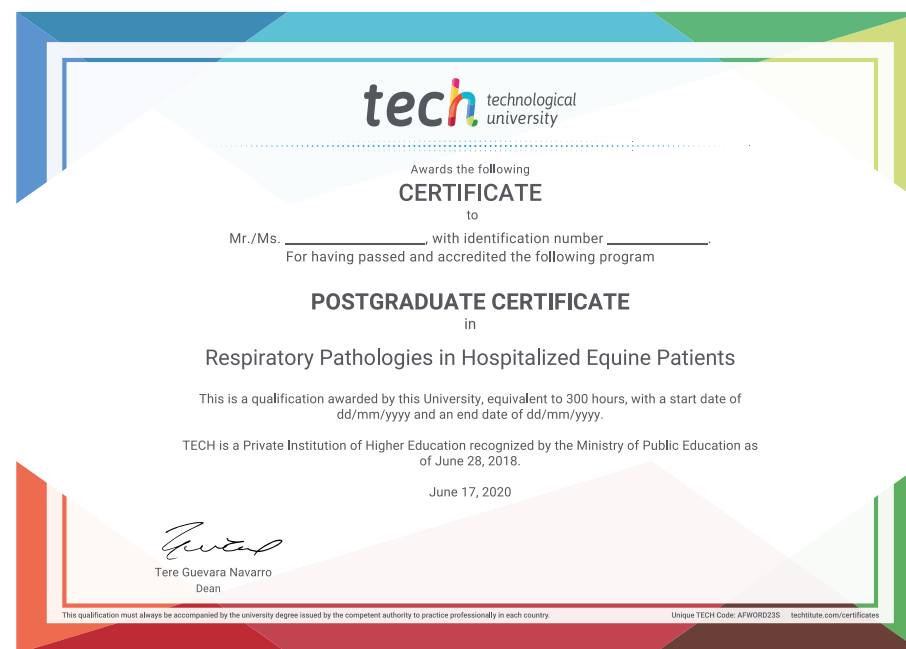 tech technological
university
Awards the following
CERTIFICATE
to
Mr./Ms. ____________________, with identification number ______________.
For having passed and accredited the following program
POSTGRADUATE CERTIFICATE
in
Respiratory Pathologies in Hospitalized Equine Patients
This is a qualification awarded by this University, equivalent to 300 hours, with a start date of
dd/mm/yyyy and an end date of dd/mm/yyyy.
TECH is a Private Institution of Higher Education recognized by the Ministry of Public Education as
of June 28, 2018.
June 17, 2020
Tere Guevara Navarro
Dean
This qualification must always be accompanied by the university degree issued by the competent authority to practice professionally in each country.
Unique TECH Code: AFWORD23S techtitute.com/certificates